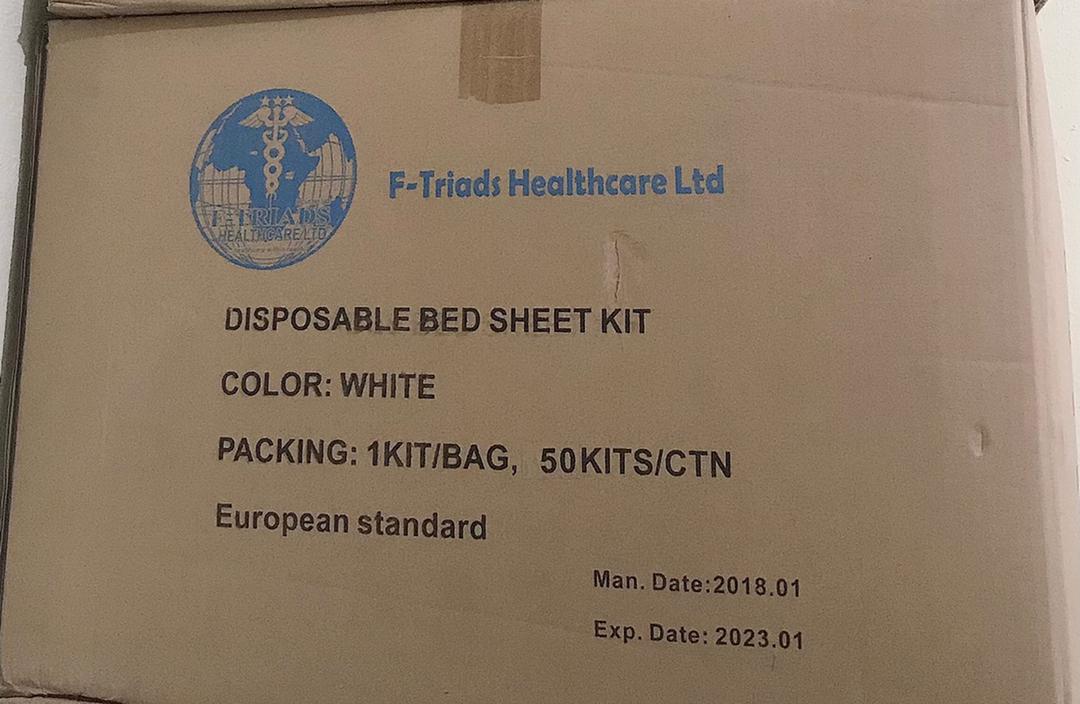 F-TRIADS
HEALTHCARE LTD
F-Triads Healthcare Ltd
DISPOSABLE BED SHEET KIT
COLOR: WHITE
PACKING: 1KIT/BAG, 50KITS/CTN
European standard
Man. Date:2018.01
Exp. Date: 2023.01